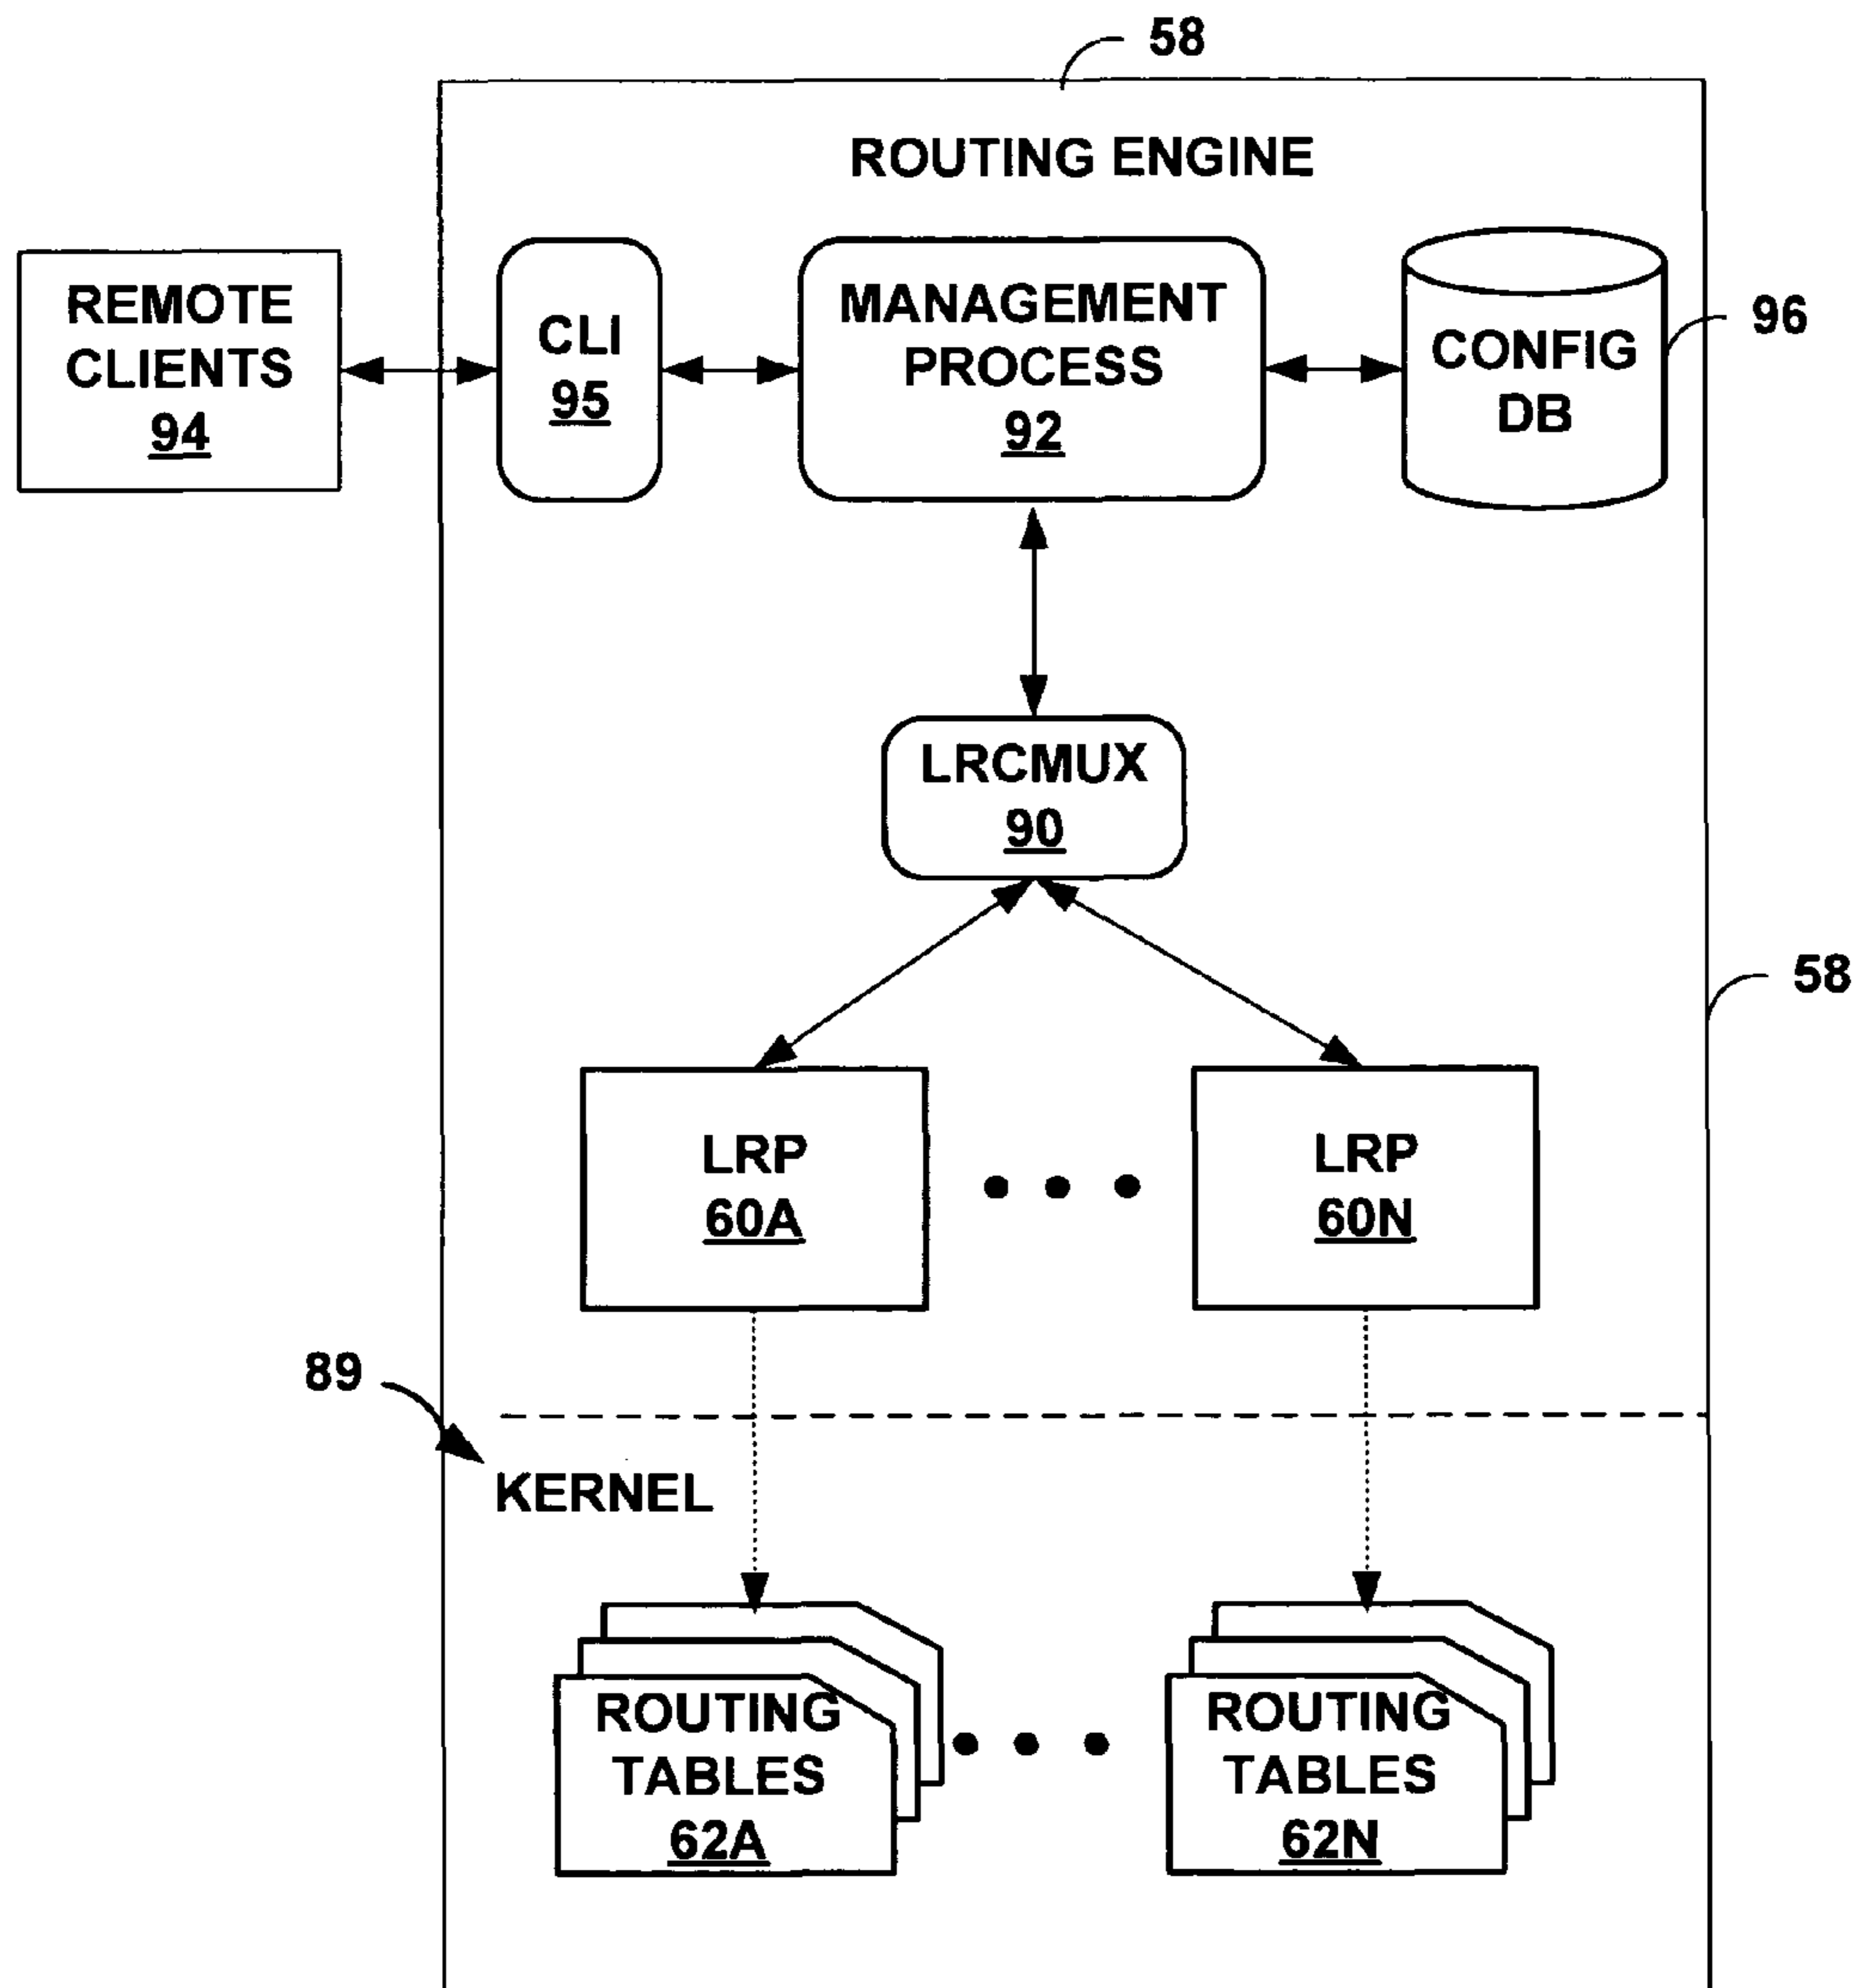 58
ROUTING ENGINE
REMOTE
CLIENTS
94
CLI
95
MANAGEMENT
PROCESS
92
CONFIG
DB
96
LRCMUX
90
58
LRP
60A
LRP
60N
89
KERNEL
ROUTING
TABLES
62A
ROUTING
TABLES
62N